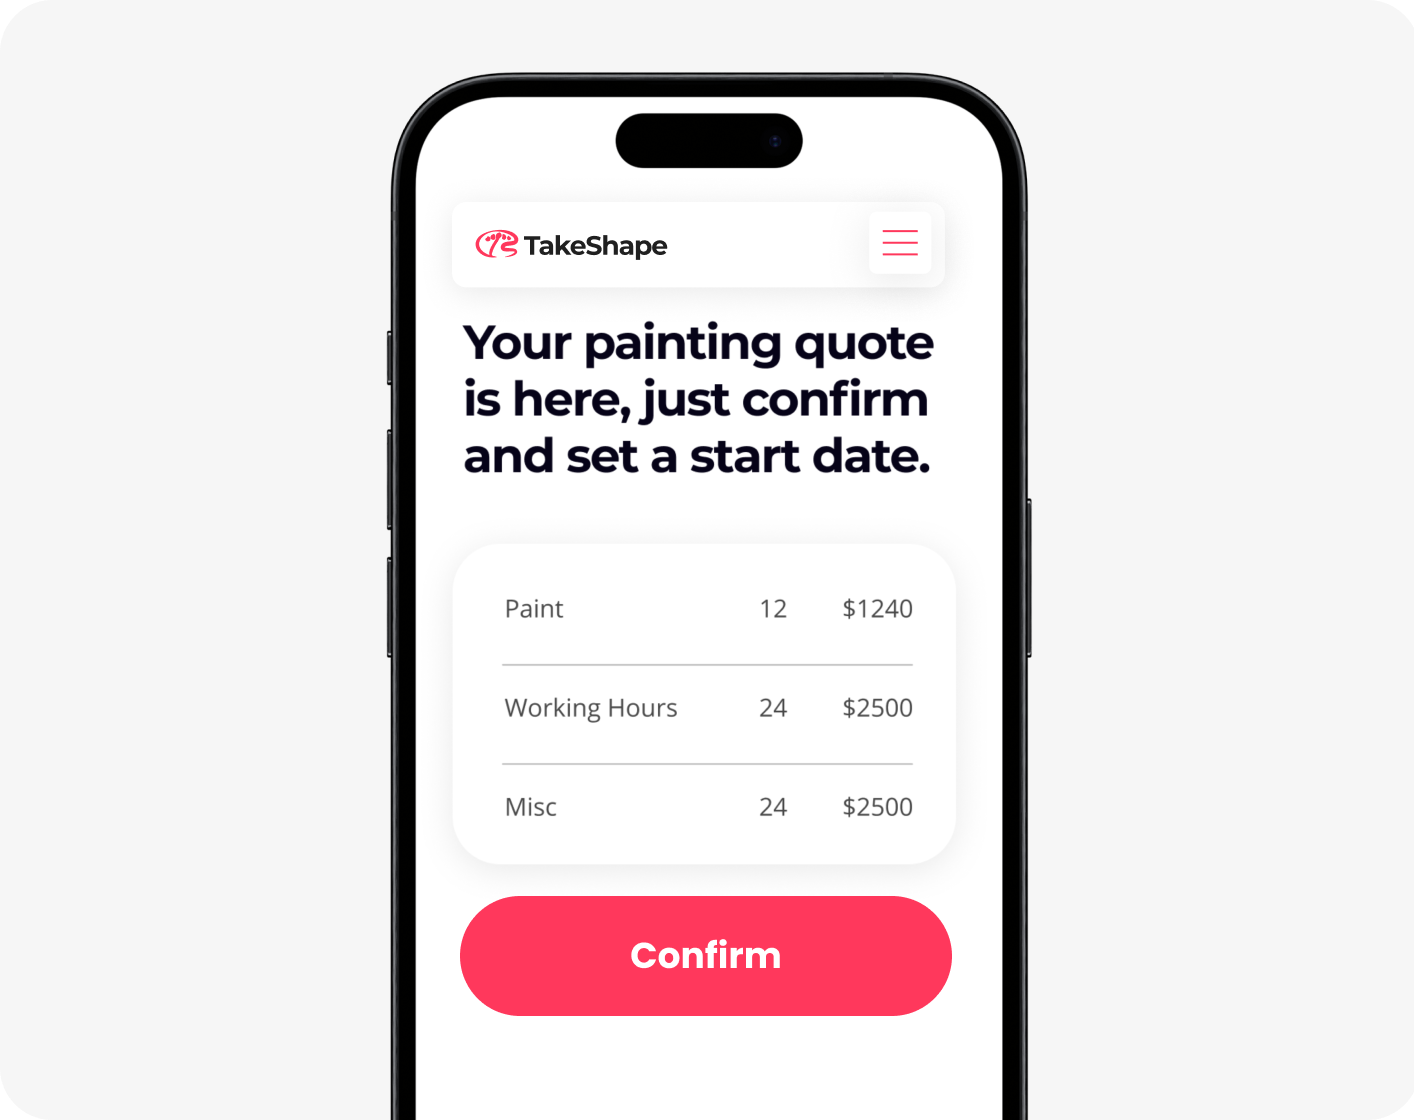 TakeShape
Your painting quote
is here, just confirm
and set a start date.
Paint 12 $1240
Working Hours 24 $2500
Misc 24 $2500
Confirm